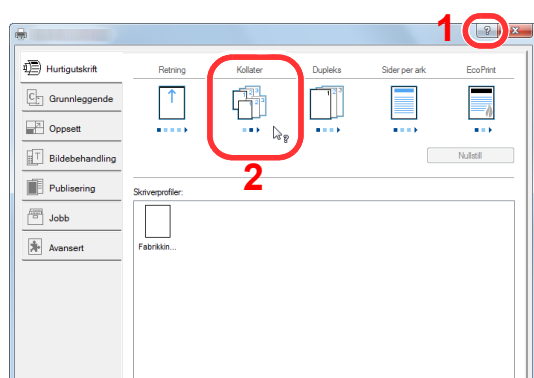 1
?
X
Hurtigutskrift
Retning
Kollater
Dupleks
Sider per ark
EcoPrint
Grunnleggende
Oppsett
Bildebehandling
Nullstill
2
Publisering
Skriverprofiler:
Jobb
Fabrikkin...
Avansert